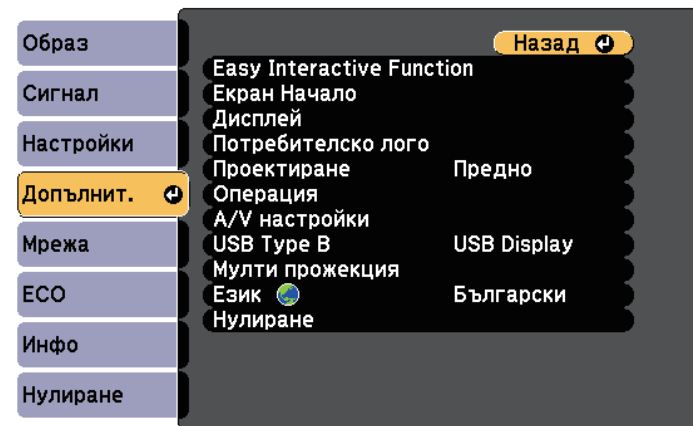 Образ
Сигнал
Настройки
Допълнит.
Мрежа
ECO
Инфо
Нулиране
Назад
Easy Interactive Function
Екран Начало
Дисплей
Потребителско лого
Проектиране Предно
Операция
A/V настройки
USB Type B USB Display
Мулти прожекция
Език Български
Нулиране